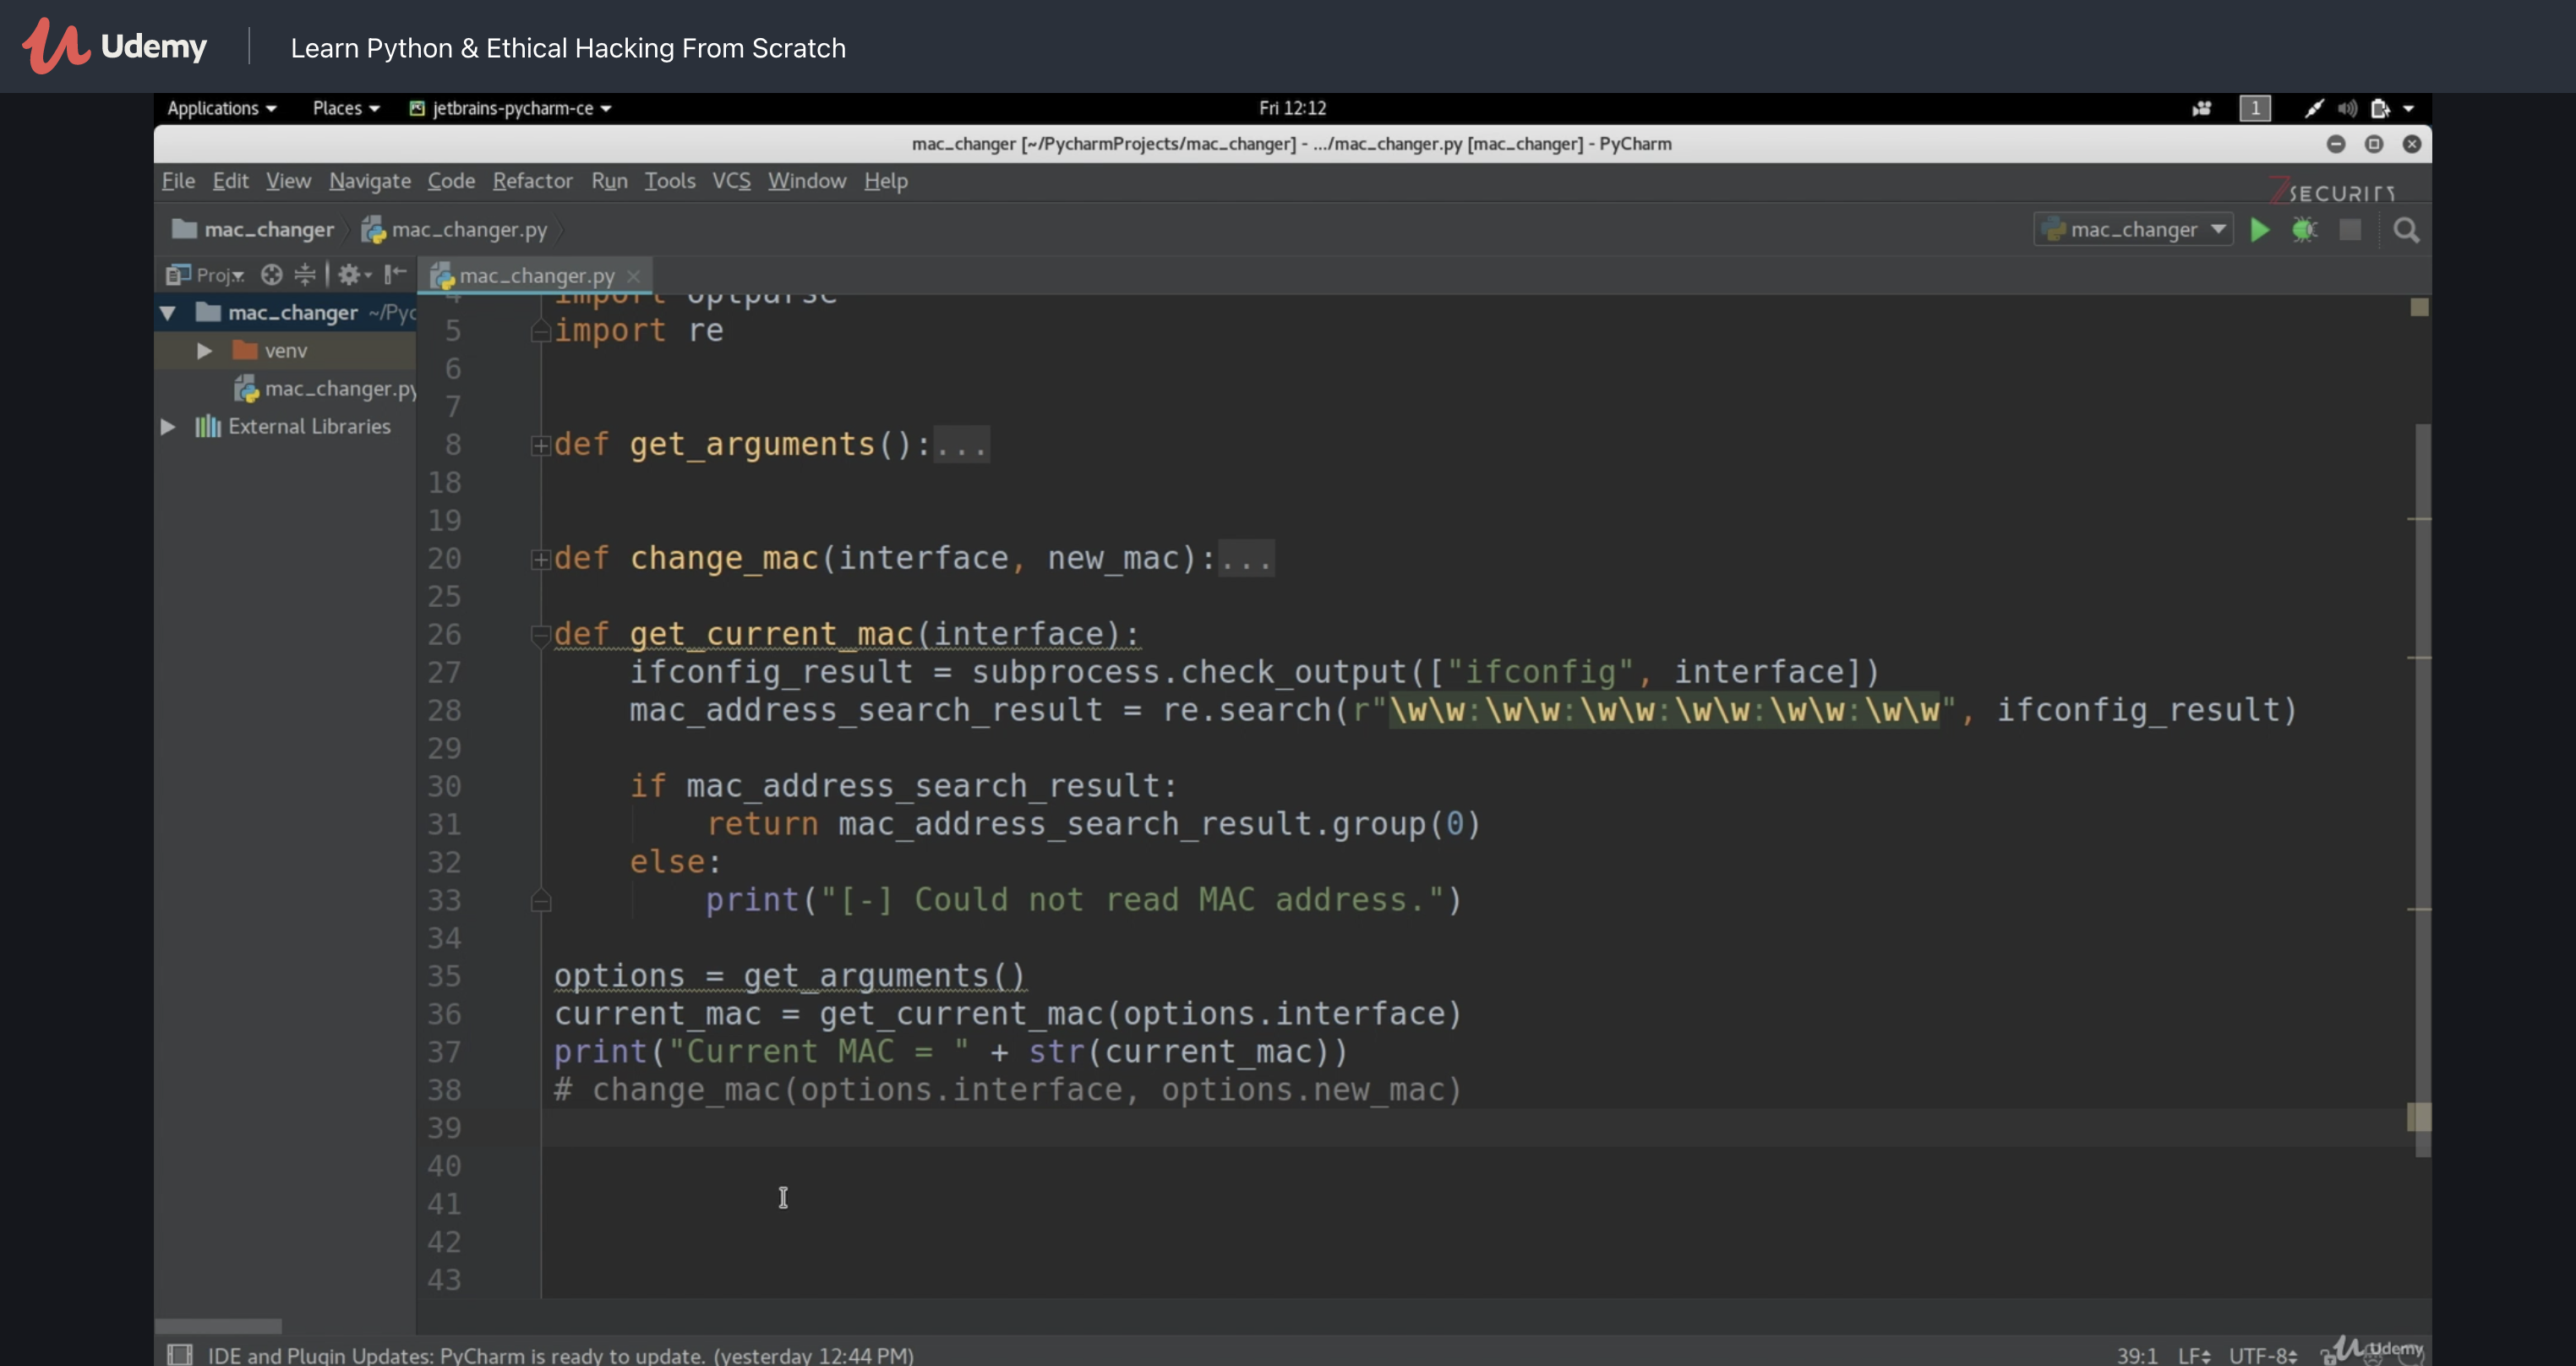 Udemy | Learn Python & Ethical Hacking From Scratch
Applications Places jetbrains-pycharm-ce Fri 12:12 1
mac_changer [~/PycharmProjects/mac_changer] - .../mac_changer.py [mac_changer] - PyCharm
File Edit View Navigate Code Refactor Run Tools VCS Window Help
SECURITY
mac_changer mac_changer.py mac_changer
Proj. mac_changer.py
mac_changer ~/Pyc
venv
mac_changer.py
External Libraries
4 import optparse
5 import re
6
7
8 def get_arguments():...
18
19
20 def change_mac(interface, new_mac):...
25
26 def get_current_mac(interface):
27 ifconfig_result = subprocess.check_output(["ifconfig", interface])
28 mac_address_search_result = re.search(r"\w\w:\w\w:\w\w:\w\w:\w\w:\w\w", ifconfig_result)
29
30 if mac_address_search_result:
31 return mac_address_search_result.group(0)
32 else:
33 print("[-] Could not read MAC address.")
34
35 options = get_arguments()
36 current_mac = get_current_mac(options.interface)
37 print("Current MAC = " + str(current_mac))
38 # change_mac(options.interface, options.new_mac)
39
40
41
42
43
IDE and Plugin Updates: PyCharm is ready to update. (yesterday 12:44 PM) 39:1 LF UTF-8 Udemy